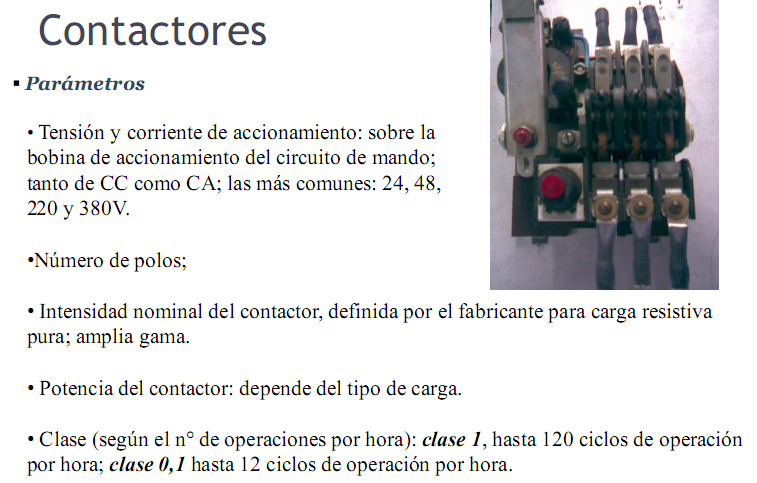 Contactores
▪ Parámetros
• Tensión y corriente de accionamiento: sobre la
bobina de accionamiento del circuito de mando;
tanto de CC como CA; las más comunes: 24, 48,
220 y 380V.
•Número de polos;
• Intensidad nominal del contactor, definida por el fabricante para carga resistiva
pura; amplia gama.
• Potencia del contactor: depende del tipo de carga.
• Clase (según el n° de operaciones por hora): clase 1, hasta 120 ciclos de operación
por hora; clase 0,1 hasta 12 ciclos de operación por hora.